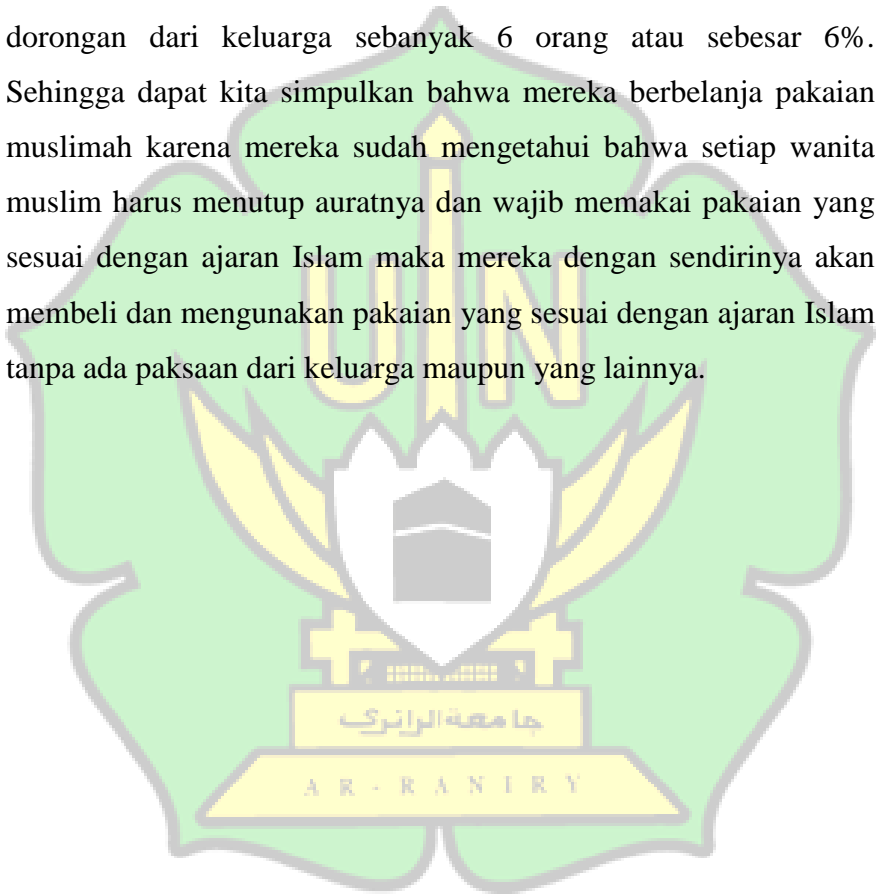 dorongan dari keluarga sebanyak 6 orang atau sebesar 6%.
Sehingga dapat kita simpulkan bahwa mereka berbelanja pakaian
muslimah karena mereka sudah mengetahui bahwa setiap wanita
muslim harus menutup auratnya dan wajib memakai pakaian yang
sesuai dengan ajaran Islam maka mereka dengan sendirinya akan
membeli dan mengunakan pakaian yang sesuai dengan ajaran Islam
tanpa ada paksaan dari keluarga maupun yang lainnya.
UIN
جامعة الرانري
AR-RANIRY